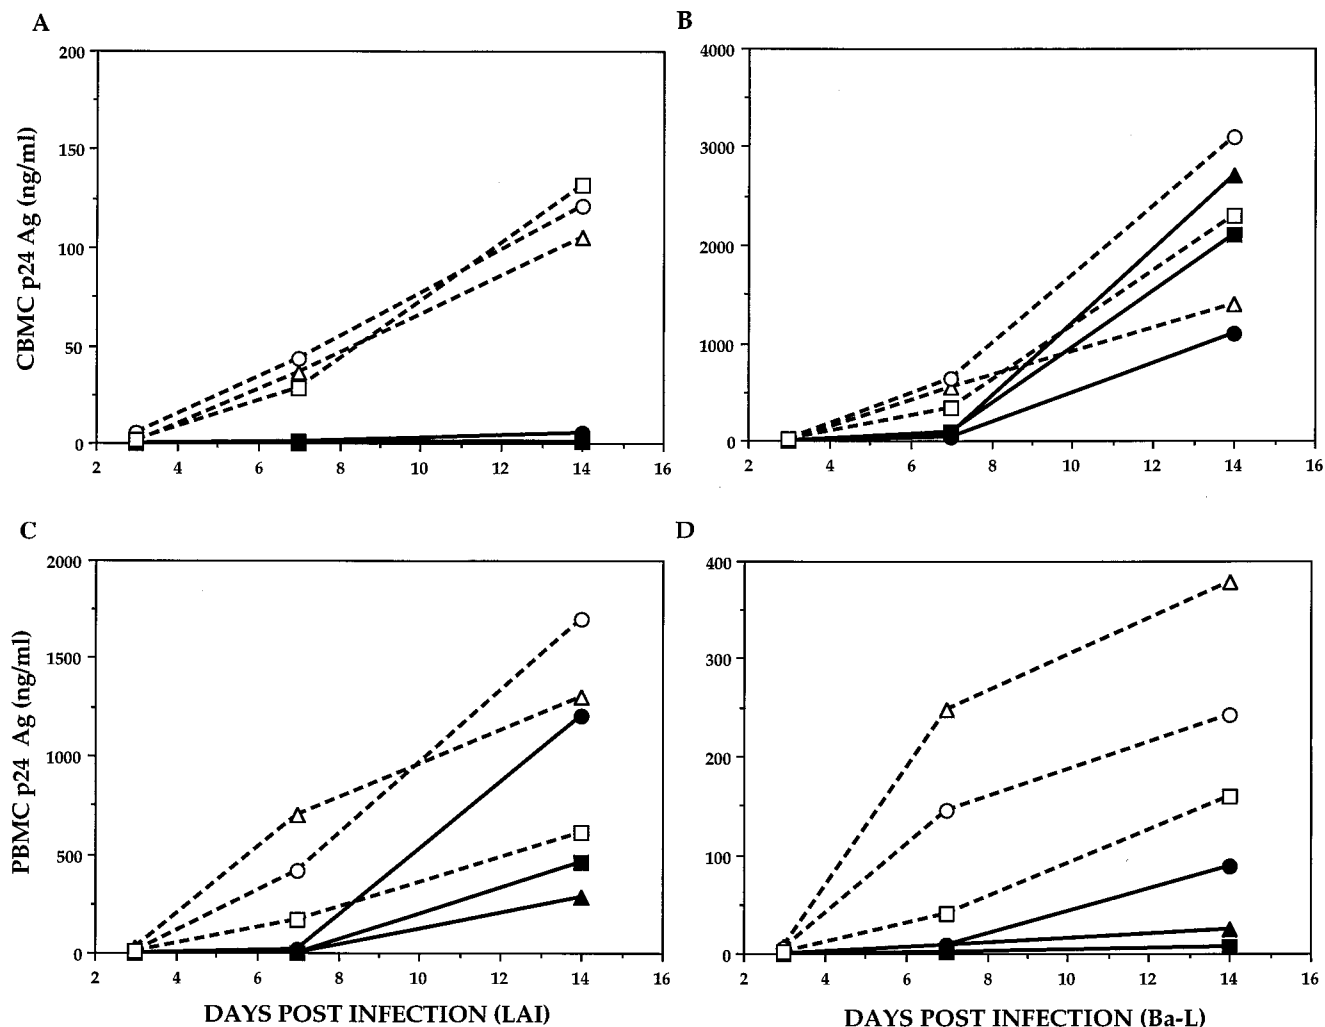 A
B
CBMC p24 Ag (ng/ml)
200
150
100
50
0
2 4 6 8 10 12 14 16
4000
3000
2000
1000
0
2 4 6 8 10 12 14 16
C
D
PBMC p24 Ag (ng/ml)
2000
1500
1000
500
0
2 4 6 8 10 12 14 16
DAYS POST INFECTION (LAI)
400
300
200
100
0
2 4 6 8 10 12 14 16
DAYS POST INFECTION (Ba-L)